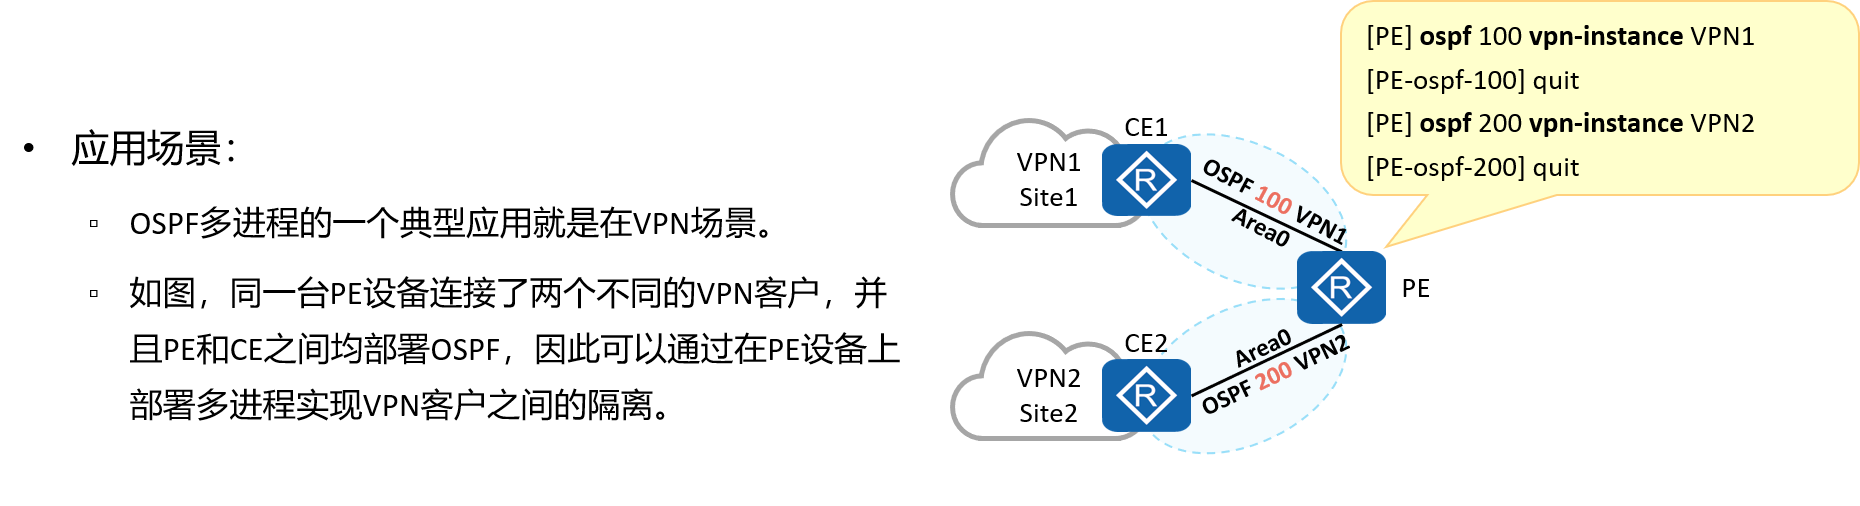 • 应用场景：
▫ OSPF多进程的一个典型应用就是在VPN场景。
▫ 如图，同一台PE设备连接了两个不同的VPN客户，并
且PE和CE之间均部署OSPF，因此可以通过在PE设备上
部署多进程实现VPN客户之间的隔离。
[PE] ospf 100 vpn-instance VPN1
[PE-ospf-100] quit
[PE] ospf 200 vpn-instance VPN2
[PE-ospf-200] quit
CE1
VPN1
Site1
R
OSPF 100 VPN1
Area0
R
PE
CE2
VPN2
Site2
R
Area0
OSPF 200 VPN2